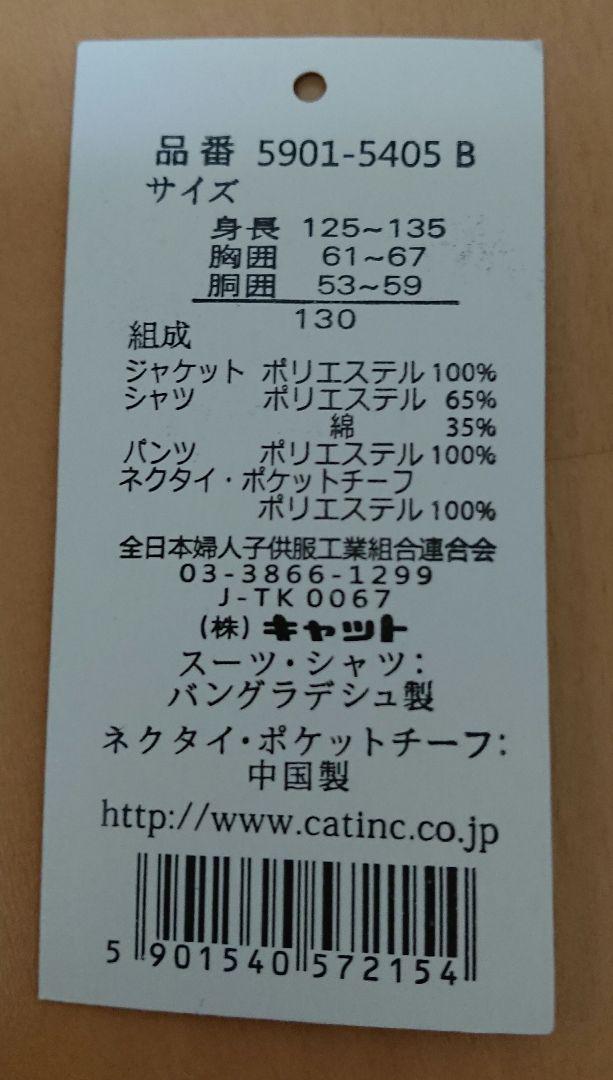 品番 5901-5405 B
サイズ
身長 125~135
胸囲 61~67
胴囲 53~59
130
組成
ジャケット ポリエステル 100%
シャツ ポリエステル 65%
綿 35%
パンツ ポリエステル 100%
ネクタイ・ポケットチーフ
ポリエステル 100%
全日本婦人子供服工業組合連合会
03-3866-1299
J-TK0067
(株) キャット
スーツ・シャツ:
バングラデシュ製
ネクタイ・ポケットチーフ:
中国製
http://www.catinc.co.jp
5 901540 572154